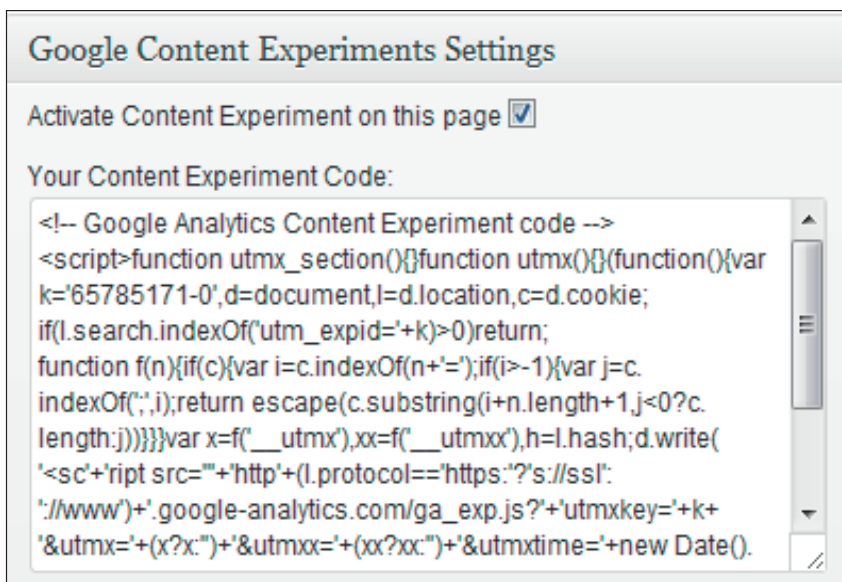 Google Content Experiments Settings
Activate Content Experiment on this page
Your Content Experiment Code:
<!-- Google Analytics Content Experiment code -->
<script>function utmx_section(){}function utmx(){}(function(){var
k='65785171-0',d=document,l=d.location,c=d.cookie;
if(l.search.indexOf('utm_expid='+k)>0)return;
function f(n){if(c){var i=c.indexOf(n+'=');if(i>-1){var j=c.
indexOf(';',i);return escape(c.substring(i+n.length+1,j<0?c.
length:j))}}}var x=f('__utmx'),xx=f('__utmxx'),h=l.hash;d.write(
'<sc'+'ript src="'+'http'+(l.protocol=='https:'?'s://ssl':
'://www')+'.google-analytics.com/ga_exp.js?'+'utmxkey='+k+
'&utmx='+(x?x:'')+'&utmxx='+(xx?xx:'')+'&utmxtime='+new Date().